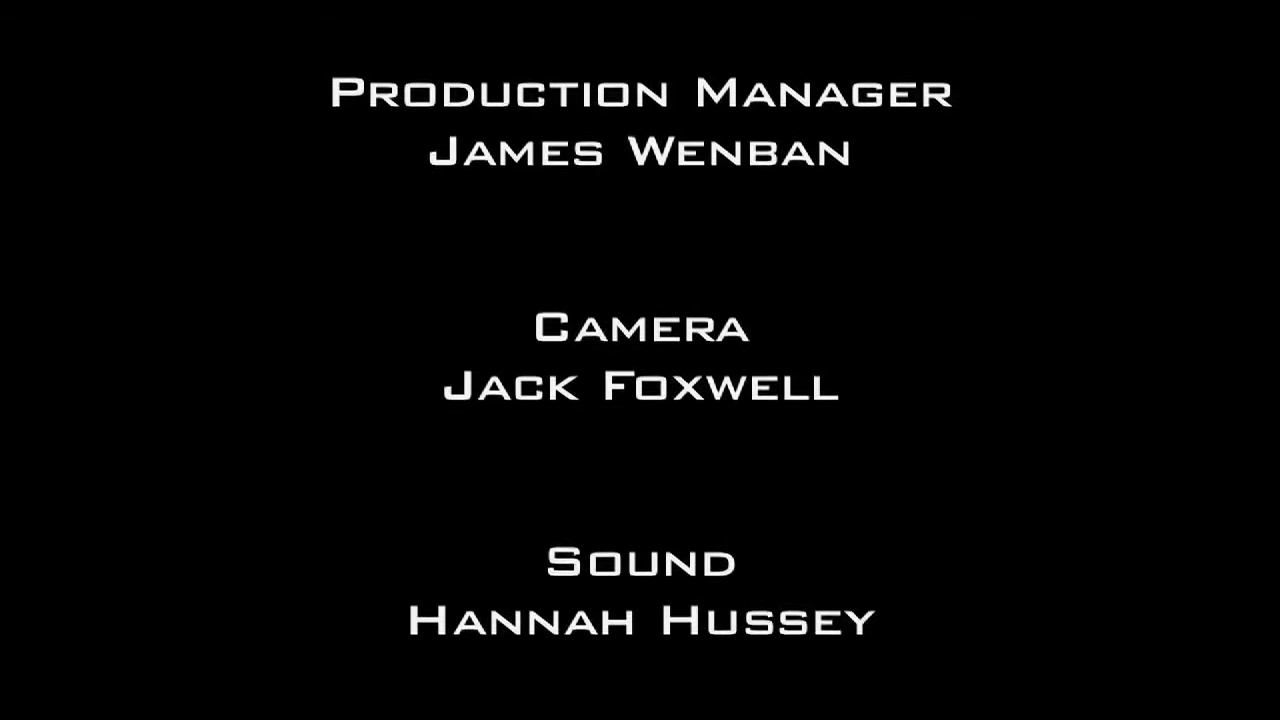 Production Manager
James Wenban
Camera
Jack Foxwell
Sound
Hannah Hussey